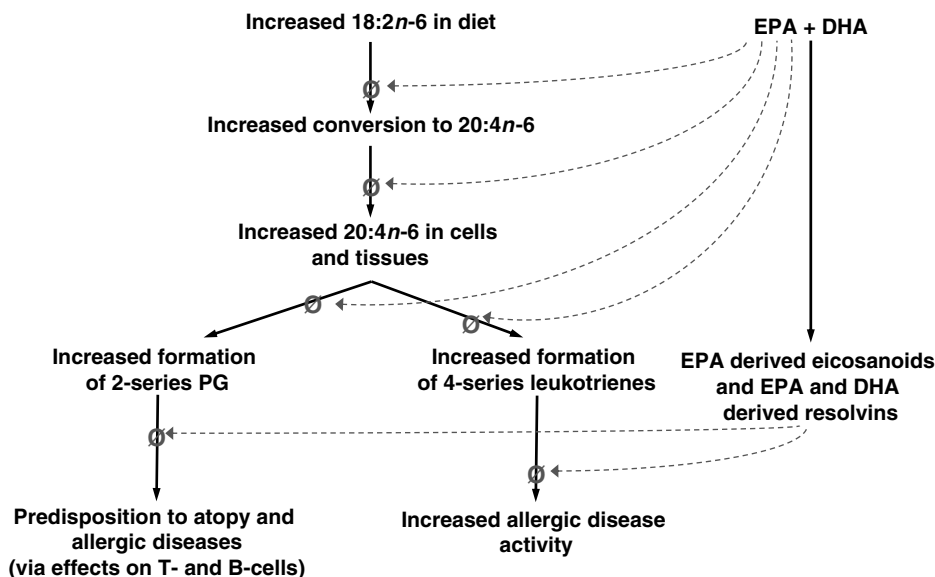 Increased 18:2n-6 in diet
EPA + DHA
Ø
Increased conversion to 20:4n-6
Ø
Increased 20:4n-6 in cells
and tissues
Ø
Ø
Increased formation
of 2-series PG
Increased formation
of 4-series leukotrienes
EPA derived eicosanoids
and EPA and DHA
derived resolvins
Ø
Ø
Predisposition to atopy and
allergic diseases
(via effects on T- and B-cells)
Increased allergic disease
activity